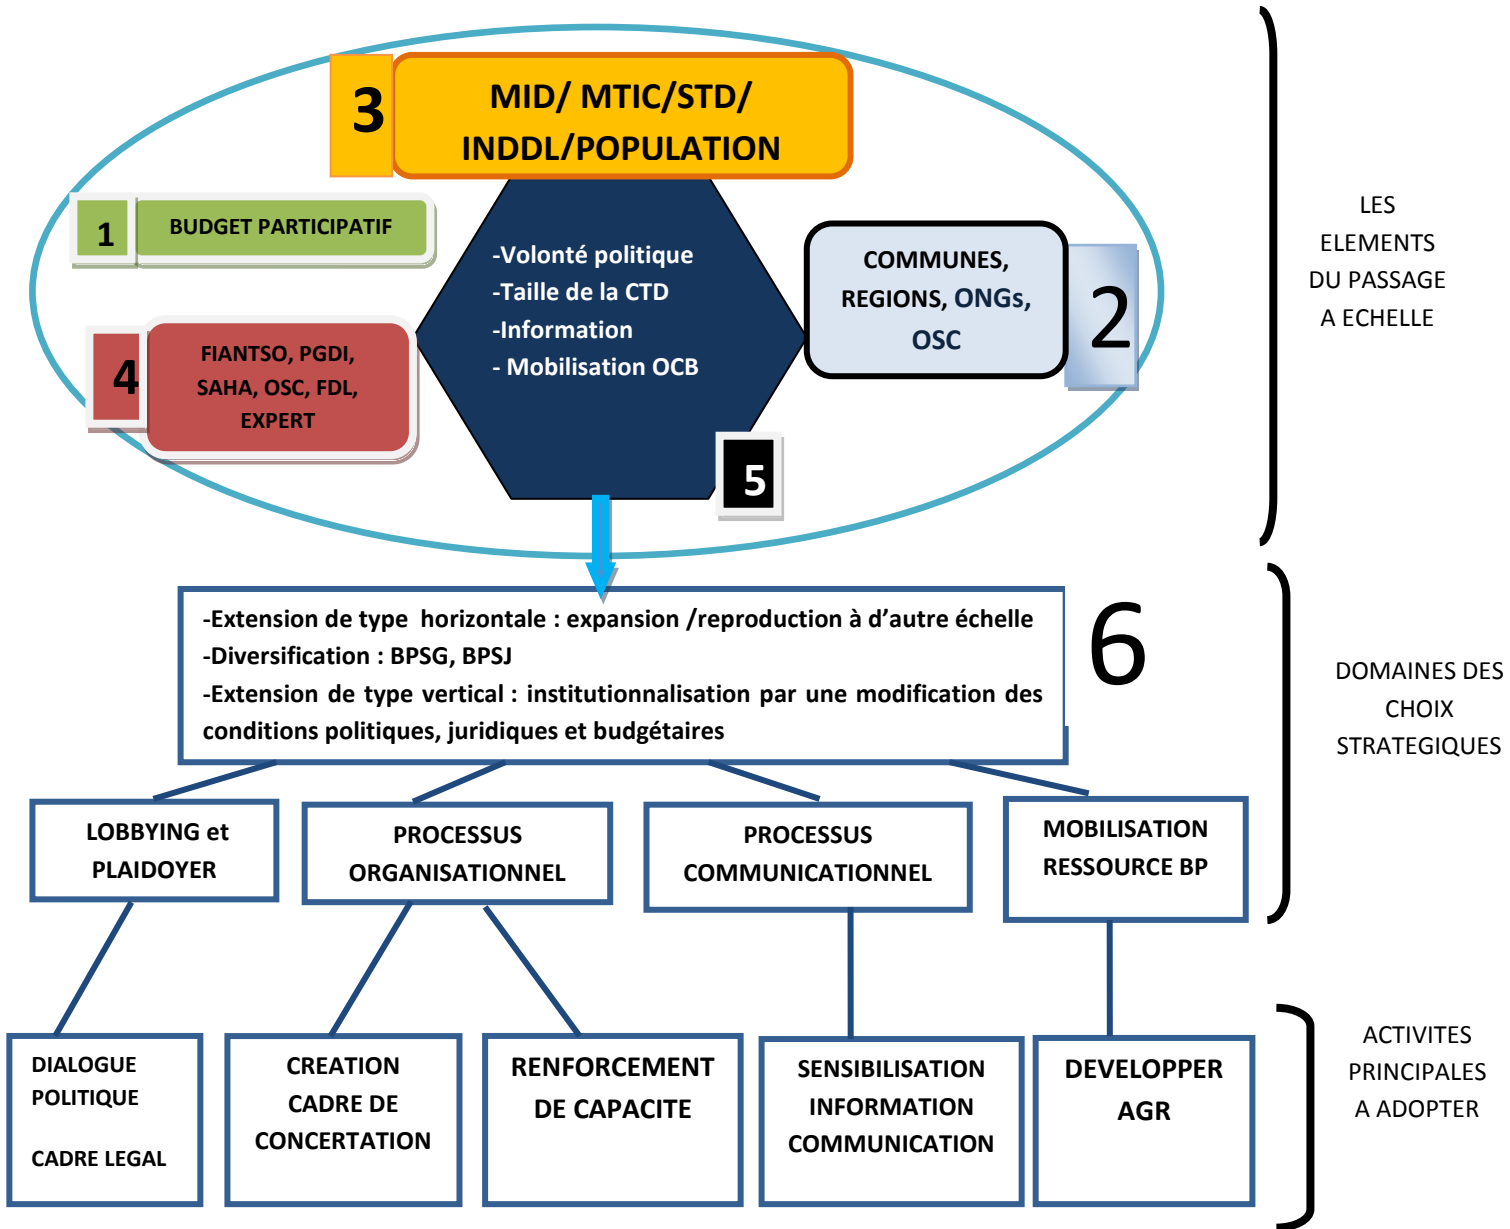 3
MID/ MTIC/STD/
INDDL/POPULATION
1
BUDGET PARTICIPATIF
-Volonté politique
-Taille de la CTD
-Information
- Mobilisation OCB
COMMUNES,
REGIONS, ONGs,
OSC
2
4
FIANTSO, PGDI,
SAHA, OSC, FDL,
EXPERT
5
LES
ELEMENTS
DU PASSAGE
A ECHELLE
-Extension de type horizontale : expansion /reproduction à d’autre échelle
-Diversification : BPSG, BPSJ
-Extension de type vertical : institutionnalisation par une modification des
conditions politiques, juridiques et budgétaires
6
DOMAINES DES
CHOIX
STRATEGIQUES
LOBBYING et
PLAIDOYER
PROCESSUS
ORGANISATIONNEL
PROCESSUS
COMMUNICATIONNEL
MOBILISATION
RESSOURCE BP
DIALOGUE
POLITIQUE
CADRE LEGAL
CREATION
CADRE DE
CONCERTATION
RENFORCEMENT
DE CAPACITE
SENSIBILISATION
INFORMATION
COMMUNICATION
DEVELOPPER
AGR
ACTIVITES
PRINCIPALES
A ADOPTER